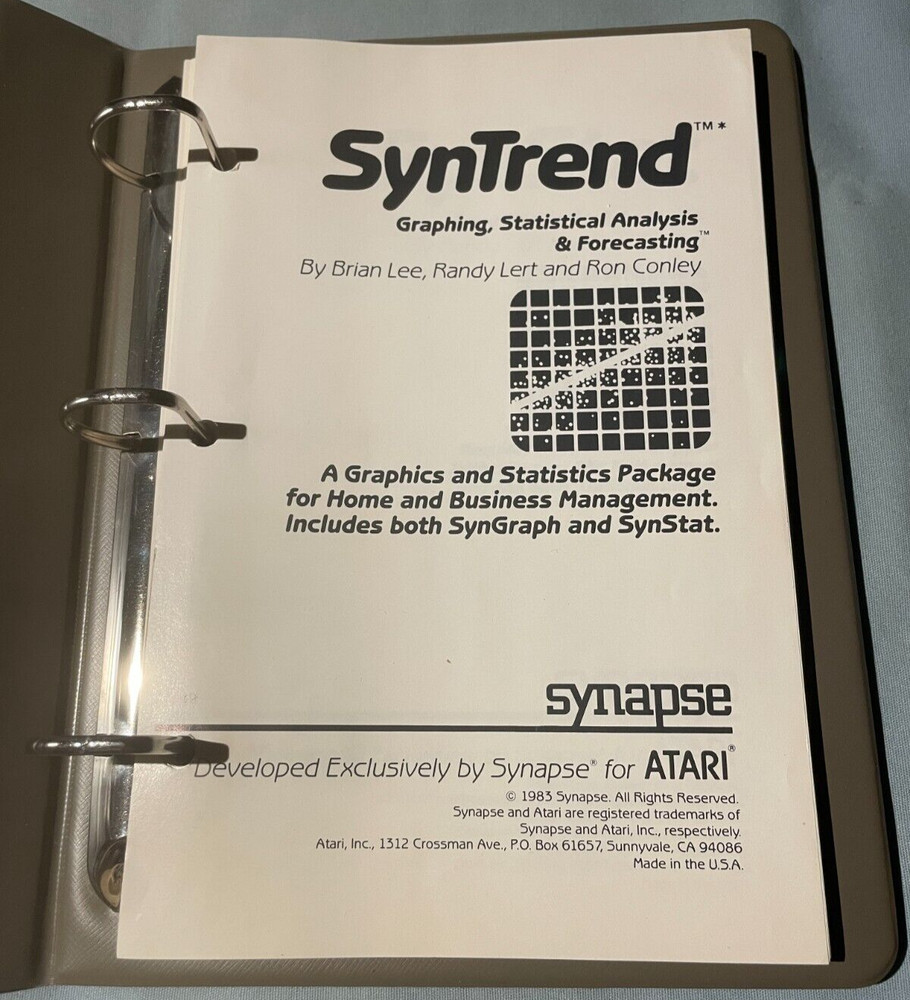 SynTrend™*
Graphing, Statistical Analysis
& Forecasting™
By Brian Lee, Randy Lert and Ron Conley
A Graphics and Statistics Package
for Home and Business Management.
Includes both SynGraph and SynStat.
synapse
Developed Exclusively by Synapse® for ATARI®
© 1983 Synapse. All Rights Reserved.
Synapse and Atari are registered trademarks of
Synapse and Atari, Inc., respectively.
Atari, Inc., 1312 Crossman Ave., P.O. Box 61657, Sunnyvale, CA 94086
Made in the U.S.A.